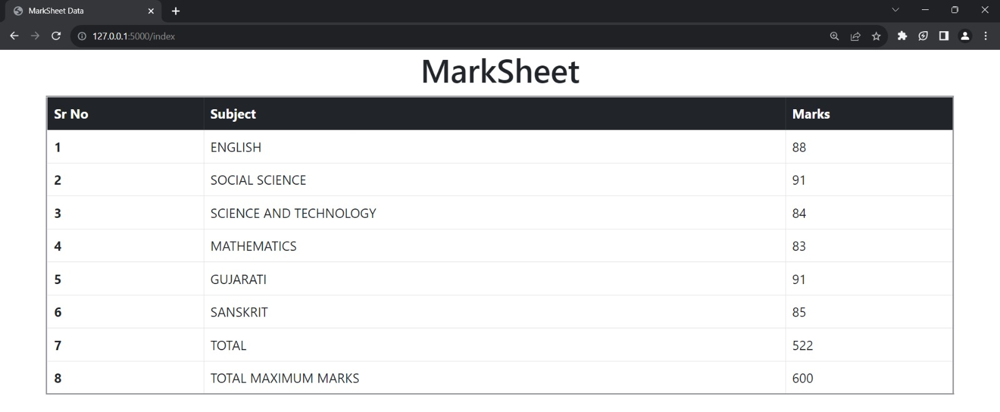 MarkSheet Data
127.0.0.1:5000/index
MarkSheet
Sr No Subject Marks
1 ENGLISH 88
2 SOCIAL SCIENCE 91
3 SCIENCE AND TECHNOLOGY 84
4 MATHEMATICS 83
5 GUJARATI 91
6 SANSKRIT 85
7 TOTAL 522
8 TOTAL MAXIMUM MARKS 600